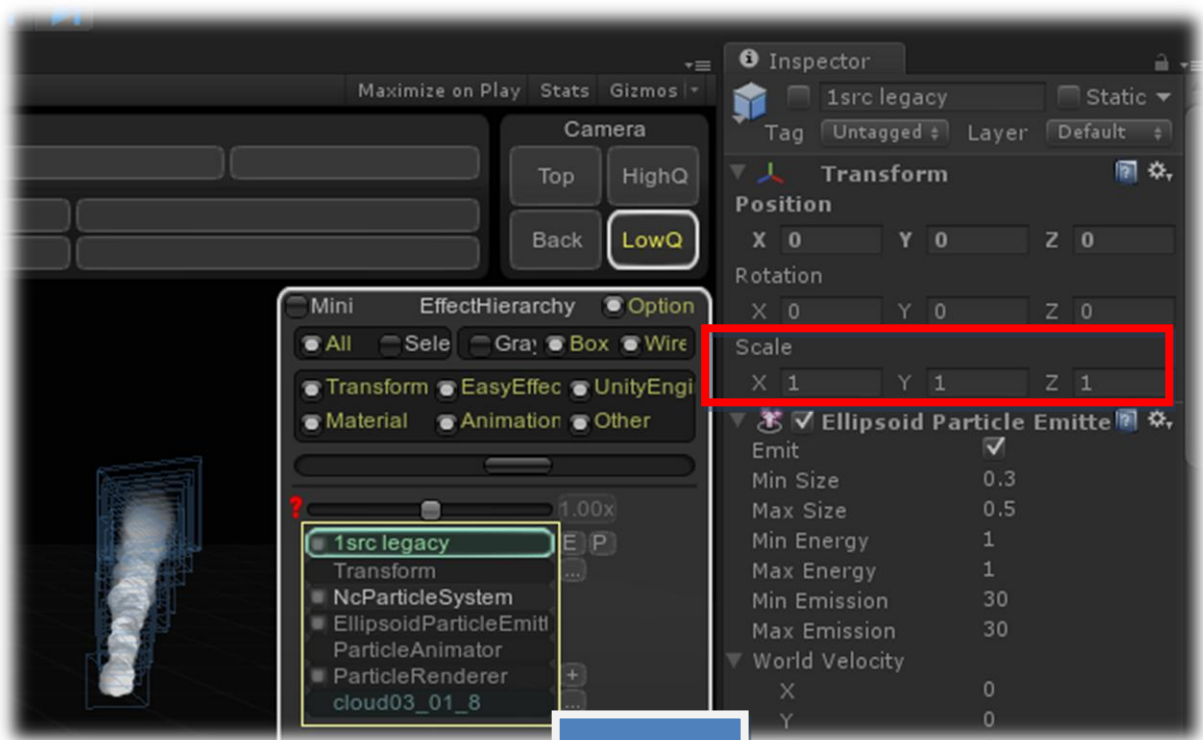 Maximize on Play Stats Gizmos
Camera
Top HighQ
Back LowQ
Mini EffectHierarchy Option
All Sele Gray Box Wire
Transform EasyEffec UnityEngi
Material Animation Other
? 1.00x
1src legacy E P
Transform ...
NcParticleSystem
EllipsoidParticleEmitt
ParticleAnimator
ParticleRenderer +
cloud03_01_8 ...
Inspector
1src legacy Static
Tag Untagged Layer Default
Transform
Position
X 0 Y 0 Z 0
Rotation
X 0 Y 0 Z 0
Scale
X 1 Y 1 Z 1
Ellipsoid Particle Emitte
Emit
Min Size 0.3
Max Size 0.5
Min Energy 1
Max Energy 1
Min Emission 30
Max Emission 30
World Velocity
X 0
Y 0